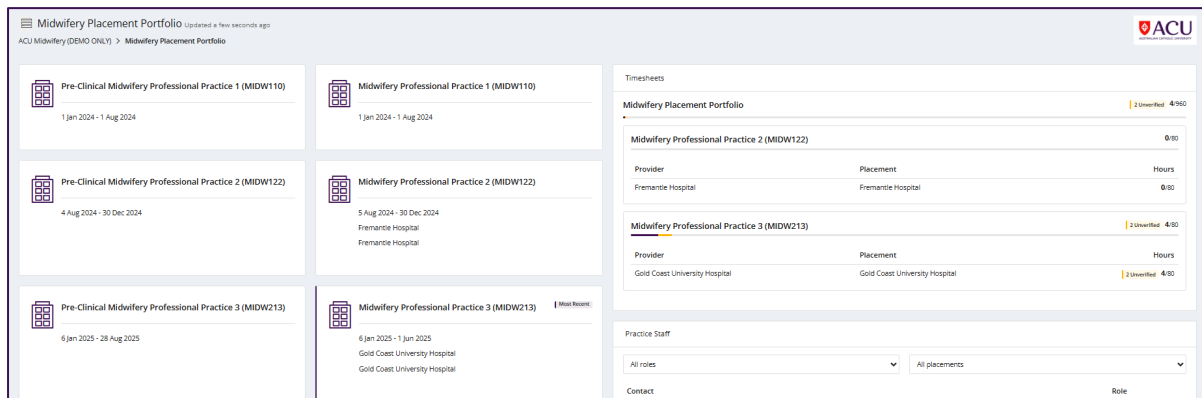 Midwifery Placement Portfolio Updated a few seconds ago
ACU Midwifery (DEMO ONLY) > Midwifery Placement Portfolio
ACU
AUSTRALIAN CATHOLIC UNIVERSITY
Pre-Clinical Midwifery Professional Practice 1 (MIDW110)
1 Jan 2024 - 1 Aug 2024
Midwifery Professional Practice 1 (MIDW110)
1 Jan 2024 - 1 Aug 2024
Pre-Clinical Midwifery Professional Practice 2 (MIDW122)
4 Aug 2024 - 30 Dec 2024
Midwifery Professional Practice 2 (MIDW122)
5 Aug 2024 - 30 Dec 2024
Fremantle Hospital
Fremantle Hospital
Pre-Clinical Midwifery Professional Practice 3 (MIDW213)
6 Jan 2025 - 28 Aug 2025
Midwifery Professional Practice 3 (MIDW213)
Most Recent
6 Jan 2025 - 1 Jun 2025
Gold Coast University Hospital
Gold Coast University Hospital
Timesheets
Midwifery Placement Portfolio 2 Unverified 4/960
Midwifery Professional Practice 2 (MIDW122) 0/80
Provider Placement Hours
Fremantle Hospital Fremantle Hospital 0/80
Midwifery Professional Practice 3 (MIDW213) 2 Unverified 4/80
Provider Placement Hours
Gold Coast University Hospital Gold Coast University Hospital 2 Unverified 4/80
Practice Staff
All roles All placements
Contact Role